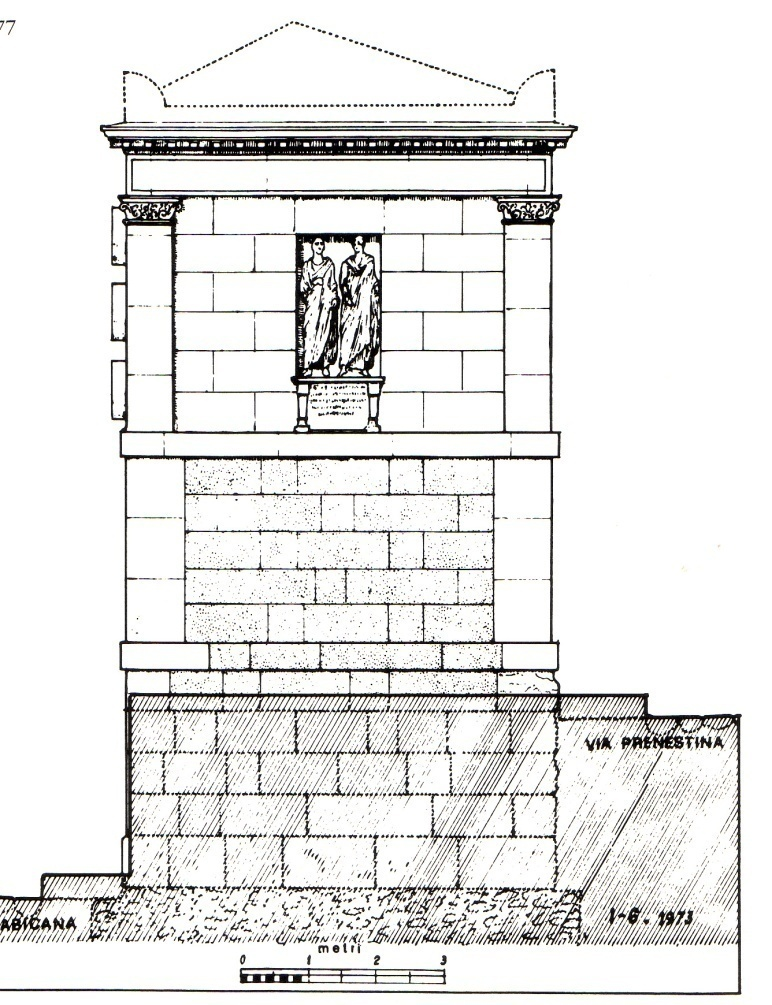 77
VIA PRENESTINA
ABICANA
1-6. 1973
metri
0 1 2 3